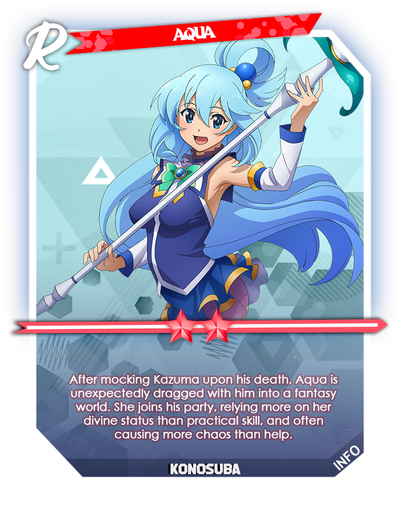 R
AQUA
After mocking Kazuma upon his death, Aqua is
unexpectedly dragged with him into a fantasy
world. She joins his party, relying more on her
divine status than practical skill, and often
causing more chaos than help.
INFO
KONOSUBA